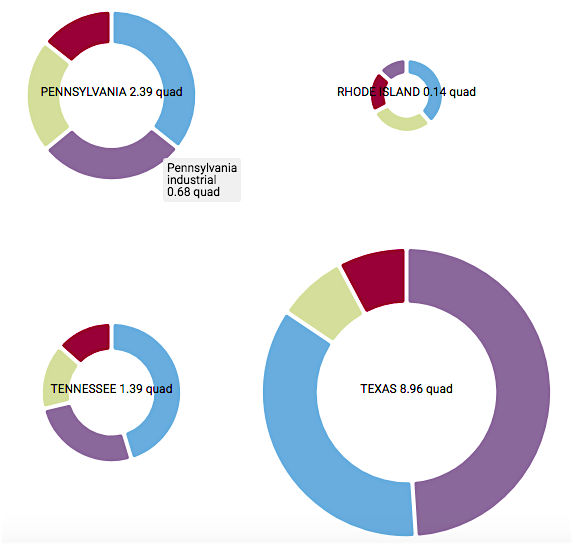 PENNSYLVANIA 2.39 quad
RHODE ISLAND 0.14 quad
Pennsylvania
industrial
0.68 quad
TENNESSEE 1.39 quad
TEXAS 8.96 quad